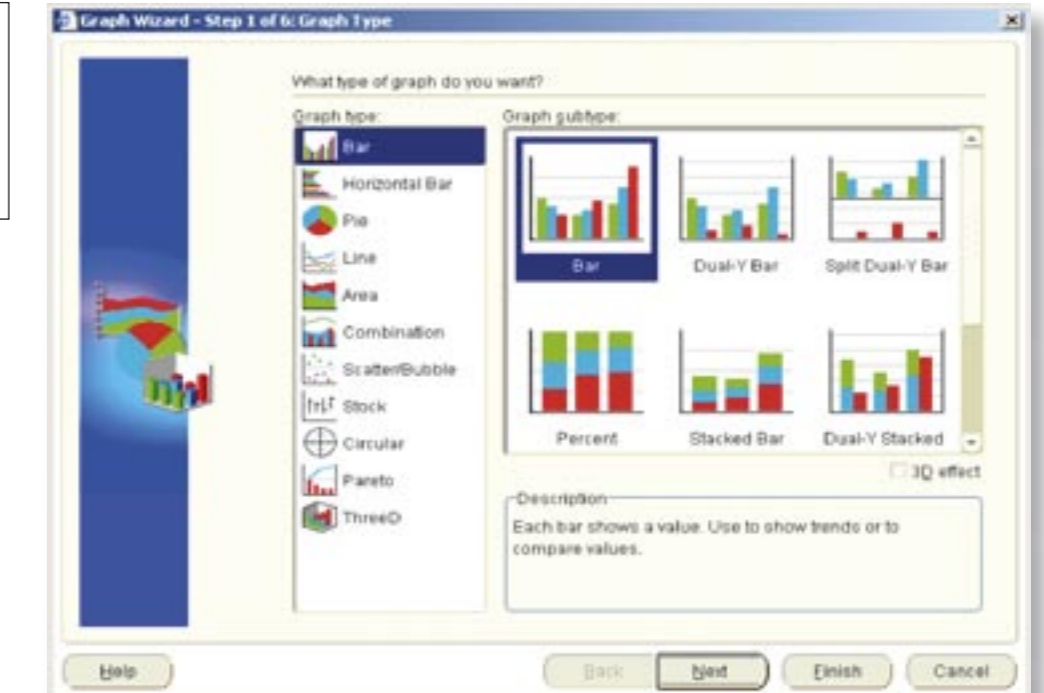 Graph Wizard - Step 1 of 6: Graph Type
What type of graph do you want?
Graph type:
Bar
Horizontal Bar
Pie
Line
Area
Combination
Scatter/Bubble
Stock
Circular
Pareto
ThreeD
Graph subtype:
Bar
Dual-Y Bar
Split Dual-Y Bar
Percent
Stacked Bar
Dual-Y Stacked
3D effect
Description
Each bar shows a value. Use to show trends or to
compare values.
Help
Back
Next
Finish
Cancel